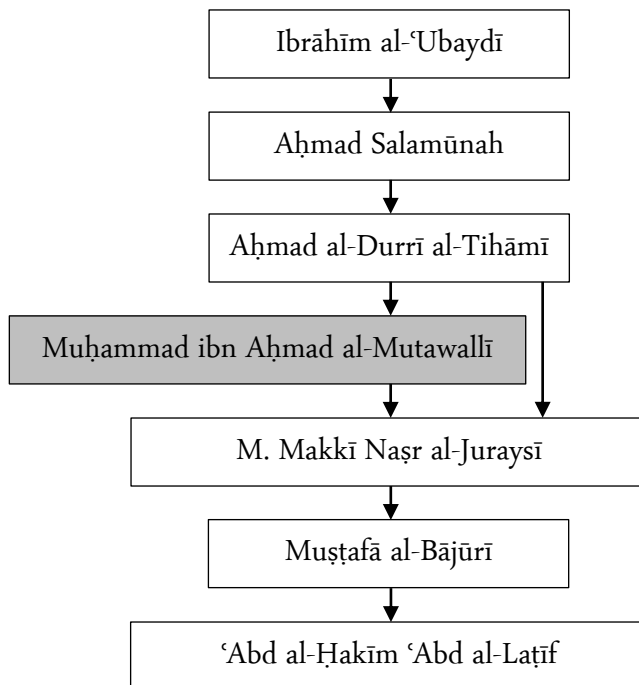 Ibrāhīm al-ʿUbaydī
Aḥmad Salamūnah
Aḥmad al-Durrī al-Tihāmī
Muḥammad ibn Aḥmad al-Mutawallī
M. Makkī Naṣr al-Juraysī
Muṣṭafā al-Bājūrī
ʿAbd al-Ḥakīm ʿAbd al-Laṭīf